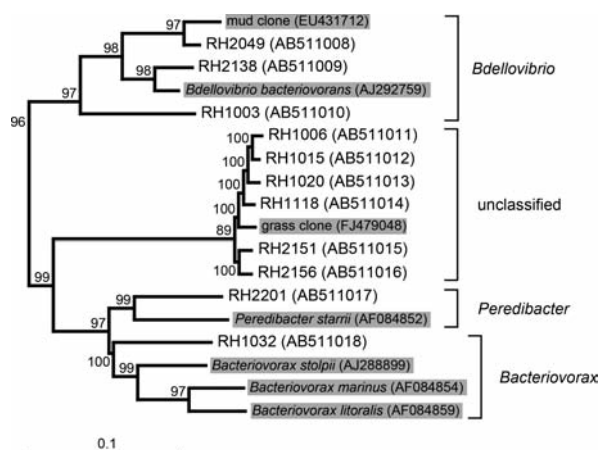 97 mud clone (EU431712)
98 RH2049 (AB511008)
RH2138 (AB511009)
Bdellovibrio
98 Bdellovibrio bacteriovorans (AJ292759)
97
RH1003 (AB511010)
96
RH1006 (AB511011)
100
RH1015 (AB511012)
100
RH1020 (AB511013)
100
RH1118 (AB511014)
unclassified
100
grass clone (FJ479048)
89
RH2151 (AB511015)
100 RH2156 (AB511016)
99
RH2201 (AB511017)
99
Peredibacter
Peredibacter starrii (AF084852)
97
RH1032 (AB511018)
100
Bacteriovorax stolpii (AJ288899)
99
Bacteriovorax
Bacteriovorax marinus (AF084854)
97
Bacteriovorax litoralis (AF084859)
0.1